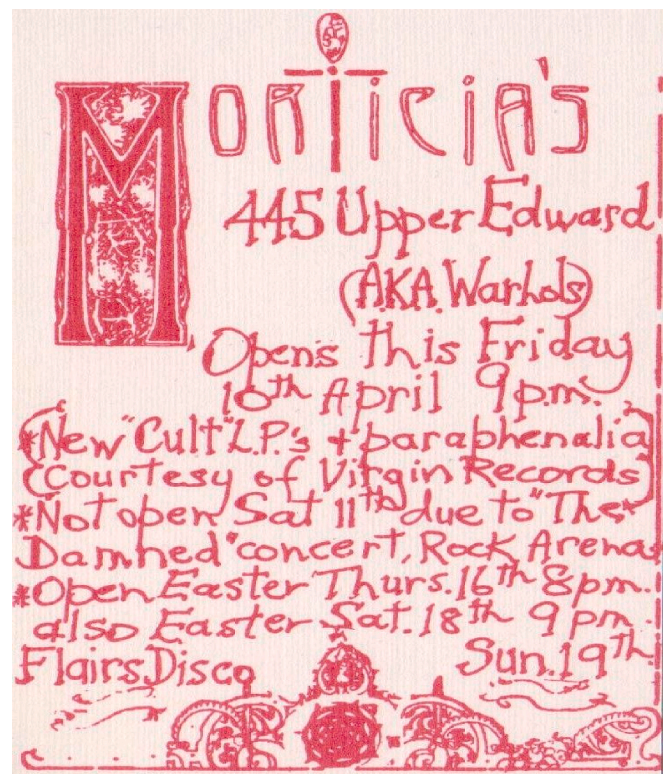 MORTICIA'S
445 Upper Edward
(A.K.A. Warhols)
Opens this Friday
10th April 9p.m.
*New "Cult" L.P.'s + paraphenalia
(Courtesy of Virgin Records)
*Not open Sat 11th due to "The
Damned" concert, Rock Arena
*Open Easter Thurs. 16th 8pm.
also Easter Sat. 18th 9pm
Flairs Disco Sun. 19th